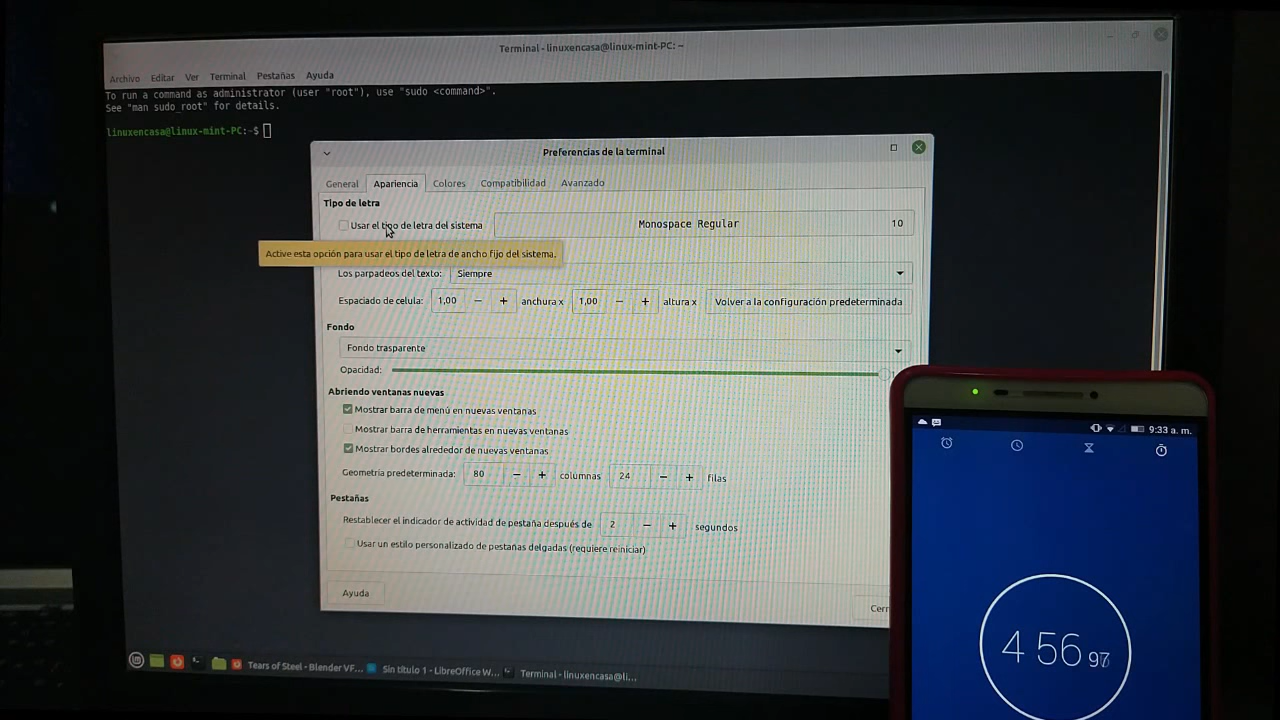 Terminal - linuxencasa@linux-mint-PC: ~
Archivo Editar Ver Terminal Pestañas Ayuda
To run a command as administrator (user "root"), use "sudo <command>".
See "man sudo_root" for details.
linuxencasa@linux-mint-PC:~$
Preferencias de la terminal
General Apariencia Colores Compatibilidad Avanzado
Tipo de letra
Usar el tipo de letra del sistema Monospace Regular 10
Active esta opción para usar el tipo de letra de ancho fijo del sistema.
Los parpadeos del texto: Siempre
Espaciado de celula: 1,00 − + anchura x 1,00 − + altura x Volver a la configuración predeterminada
Fondo
Fondo trasparente
Opacidad:
Abriendo ventanas nuevas
Mostrar barra de menú en nuevas ventanas
Mostrar barra de herramientas en nuevas ventanas
Mostrar bordes alrededor de nuevas ventanas
Geometría predeterminada: 80 − + columnas 24 − + filas
Pestañas
Restablecer el indicador de actividad de pestaña después de 2 − + segundos
Usar un estilo personalizado de pestañas delgadas (requiere reiniciar)
Ayuda Cerr
Tears of Steel - Blender VF... Sin título 1 - LibreOffice W... Terminal - linuxencasa@li...
9:33 a. m.
4 56 97